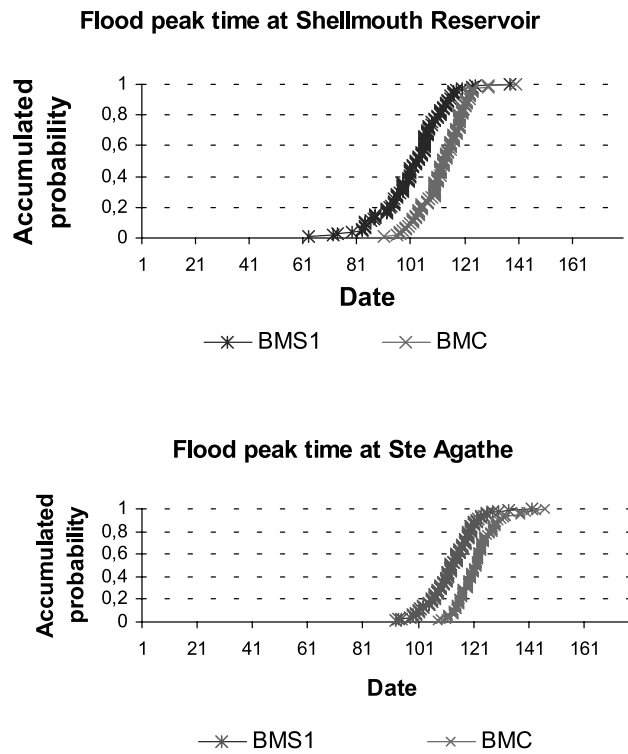 Flood peak time at Shellmouth Reservoir
Accumulated
probability
1
0,8
0,6
0,4
0,2
0
1 21 41 61 81 101 121 141 161
Date
BMS1 BMC
Flood peak time at Ste Agathe
Accumulated
probability
1
0,8
0,6
0,4
0,2
0
1 21 41 61 81 101 121 141 161
Date
BMS1 BMC